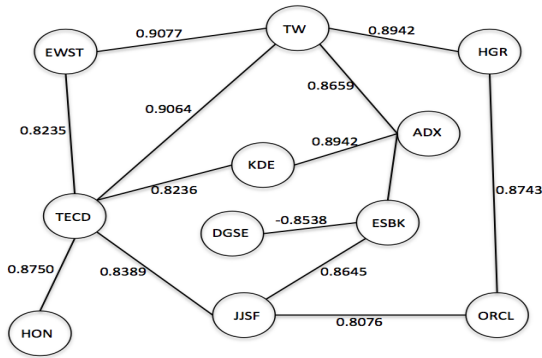 0.9077
TW
0.8942
EWST
HGR
0.8659
0.9064
ADX
0.8235
0.8942
KDE
0.8236
0.8743
TECD
-0.8538
ESBK
DGSE
0.8750
0.8389
0.8645
JJSF
ORCL
0.8076
HON